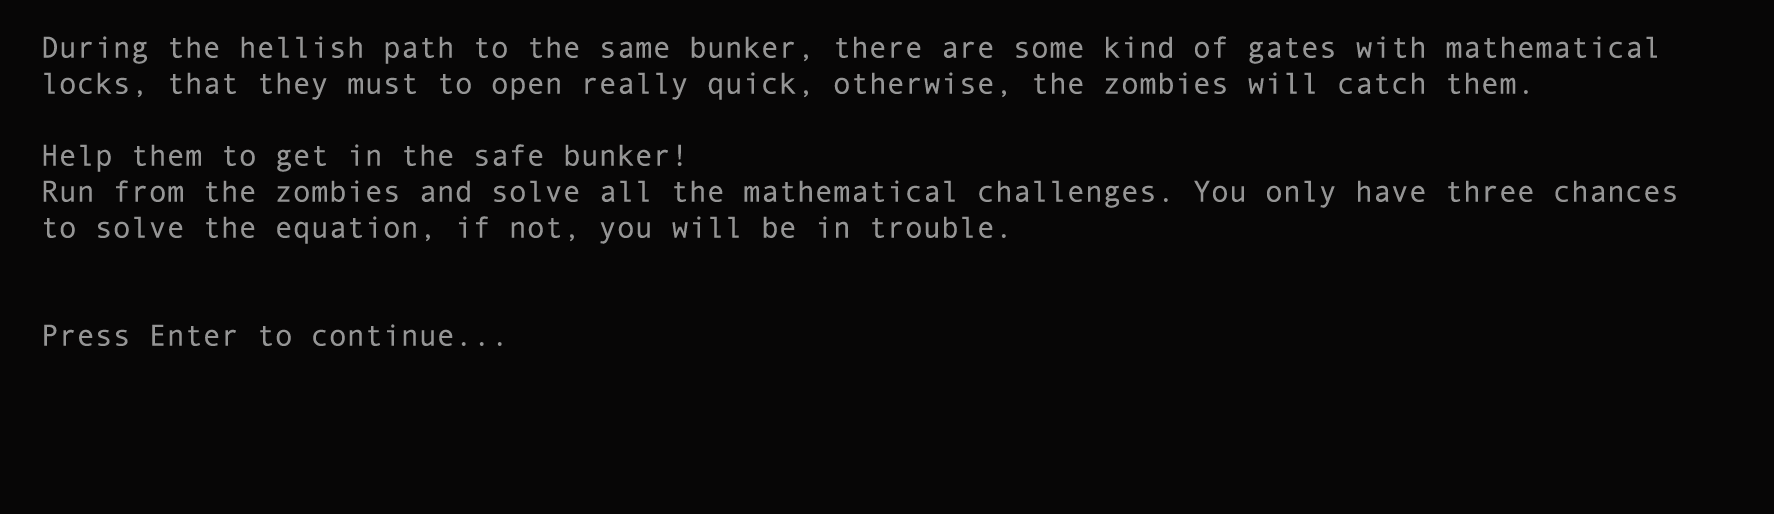 During the hellish path to the same bunker, there are some kind of gates with mathematical
locks, that they must to open really quick, otherwise, the zombies will catch them.
Help them to get in the safe bunker!
Run from the zombies and solve all the mathematical challenges. You only have three chances
to solve the equation, if not, you will be in trouble.
Press Enter to continue...